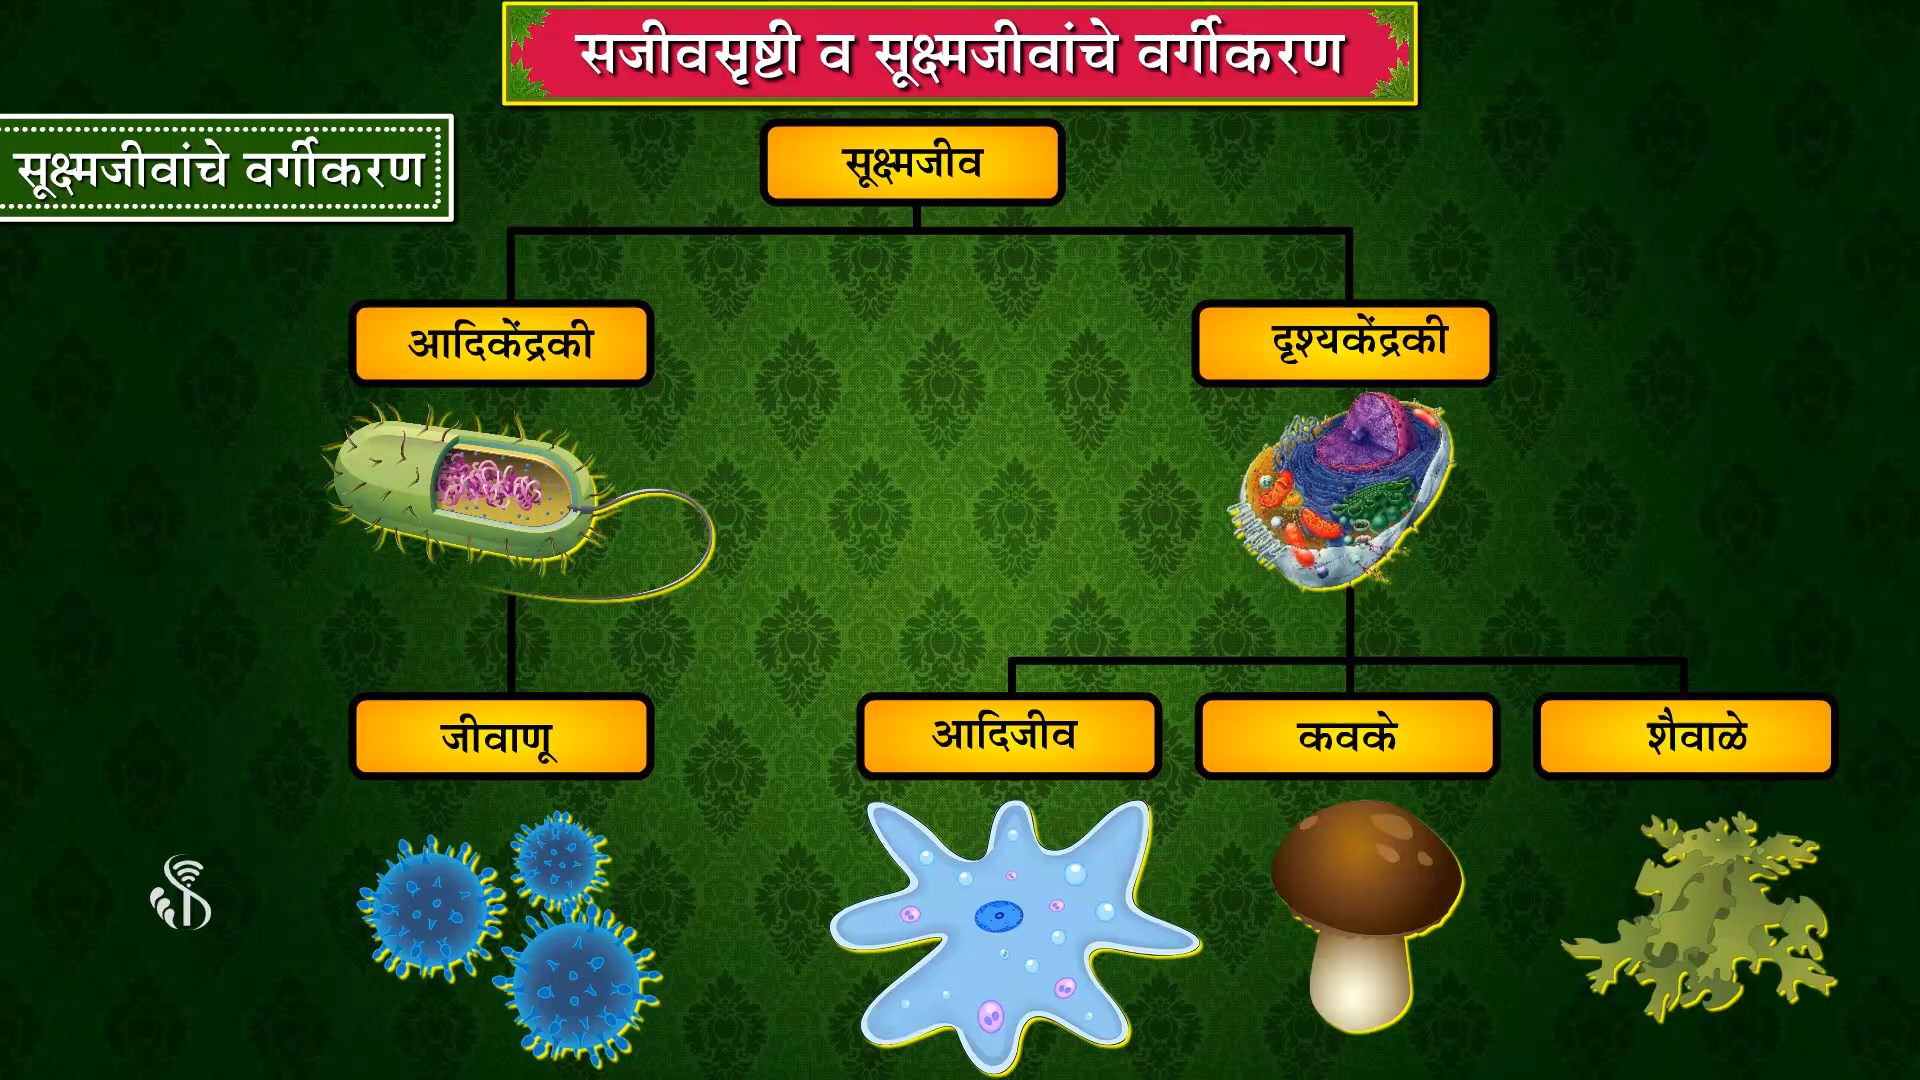 सजीवसृष्टी व सूक्ष्मजीवांचे वर्गीकरण
सूक्ष्मजीवांचे वर्गीकरण
सूक्ष्मजीव
आदिकेंद्रकी
दृश्यकेंद्रकी
जीवाणू
आदिजीव
कवके
शैवाळे